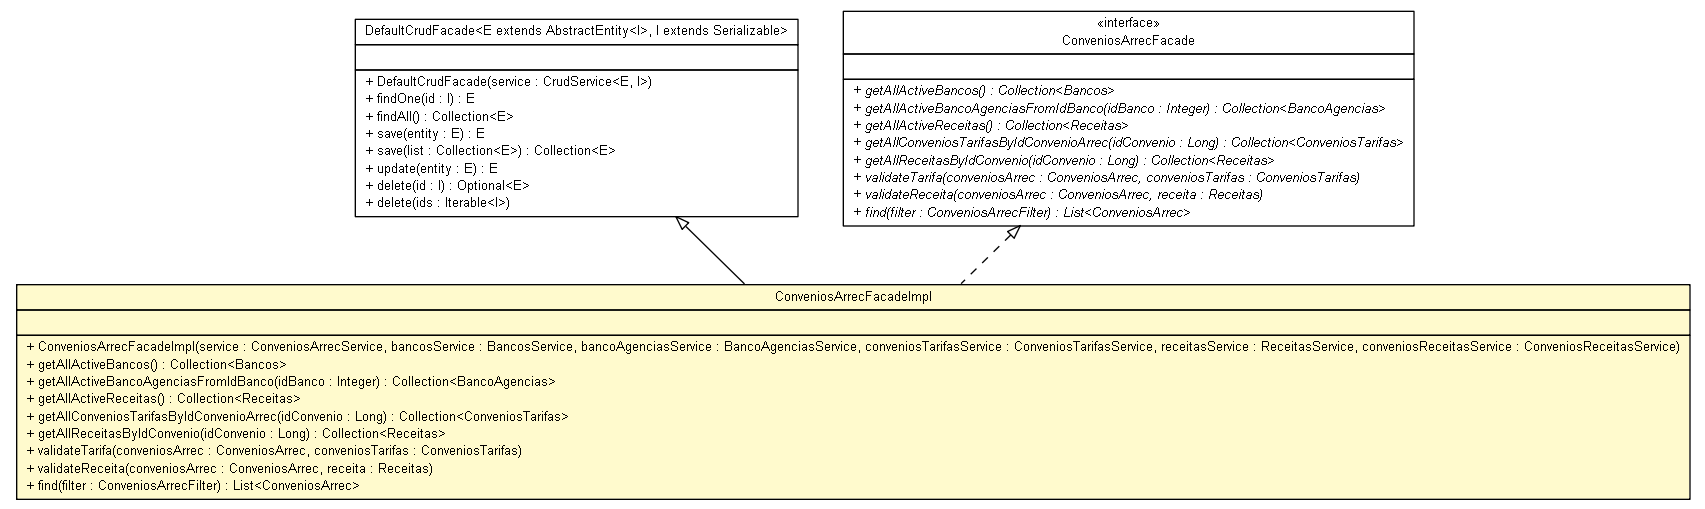 DefaultCrudFacade<E extends AbstractEntity<I>, I extends Serializable>
+ DefaultCrudFacade(service : CrudService<E, I>)
+ findOne(id : I) : E
+ findAll() : Collection<E>
+ save(entity : E) : E
+ save(list : Collection<E>) : Collection<E>
+ update(entity : E) : E
+ delete(id : I) : Optional<E>
+ delete(ids : Iterable<I>)
«interface»
ConveniosArrecFacade
+ getAllActiveBancos() : Collection<Bancos>
+ getAllActiveBancoAgenciasFromIdBanco(idBanco : Integer) : Collection<BancoAgencias>
+ getAllActiveReceitas() : Collection<Receitas>
+ getAllConveniosTarifasByIdConvenioArrec(idConvenio : Long) : Collection<ConveniosTarifas>
+ getAllReceitasByIdConvenio(idConvenio : Long) : Collection<Receitas>
+ validateTarifa(conveniosArrec : ConveniosArrec, conveniosTarifas : ConveniosTarifas)
+ validateReceita(conveniosArrec : ConveniosArrec, receita : Receitas)
+ find(filter : ConveniosArrecFilter) : List<ConveniosArrec>
ConveniosArrecFacadeImpl
+ ConveniosArrecFacadeImpl(service : ConveniosArrecService, bancosService : BancosService, bancoAgenciasService : BancoAgenciasService, conveniosTarifasService : ConveniosTarifasService, receitasService : ReceitasService, conveniosReceitasService : ConveniosReceitasService)
+ getAllActiveBancos() : Collection<Bancos>
+ getAllActiveBancoAgenciasFromIdBanco(idBanco : Integer) : Collection<BancoAgencias>
+ getAllActiveReceitas() : Collection<Receitas>
+ getAllConveniosTarifasByIdConvenioArrec(idConvenio : Long) : Collection<ConveniosTarifas>
+ getAllReceitasByIdConvenio(idConvenio : Long) : Collection<Receitas>
+ validateTarifa(conveniosArrec : ConveniosArrec, conveniosTarifas : ConveniosTarifas)
+ validateReceita(conveniosArrec : ConveniosArrec, receita : Receitas)
+ find(filter : ConveniosArrecFilter) : List<ConveniosArrec>